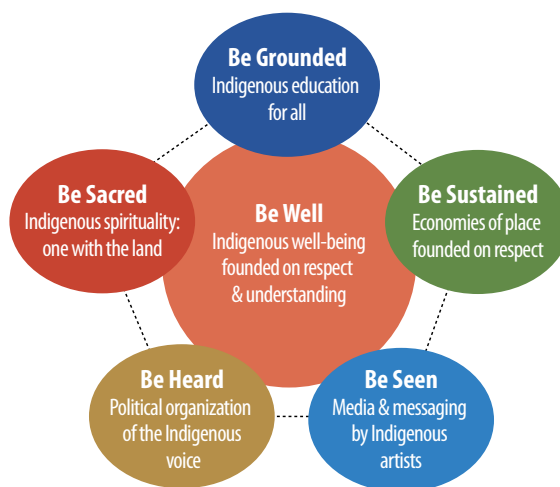 Be Grounded
Indigenous education
for all
Be Sacred
Indigenous spirituality:
one with the land
Be Well
Indigenous well-being
founded on respect
& understanding
Be Sustained
Economies of place
founded on respect
Be Heard
Political organization
of the Indigenous
voice
Be Seen
Media & messaging
by Indigenous
artists